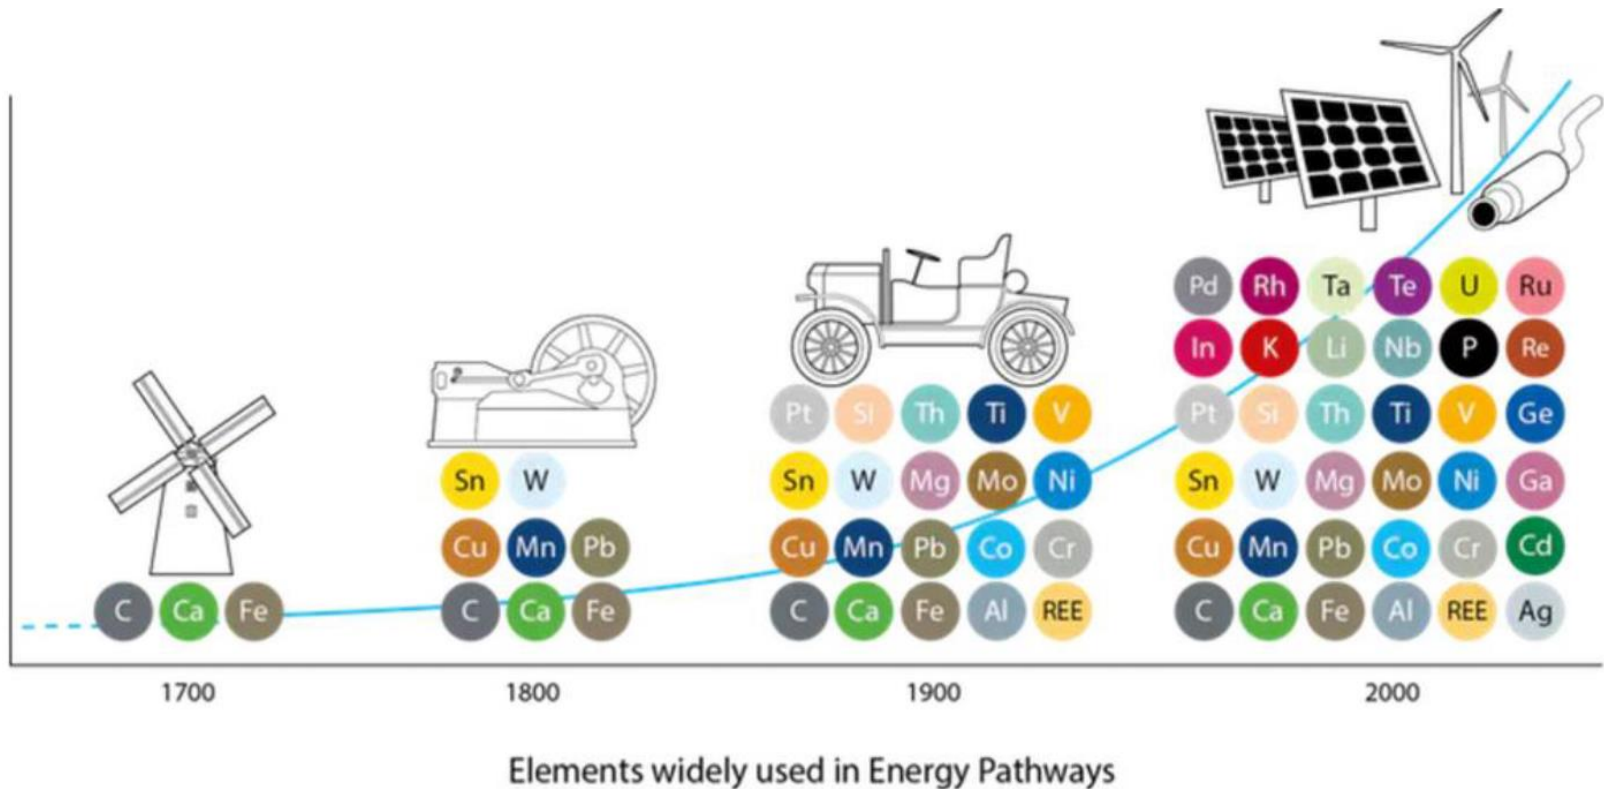 Pd Rh Ta Te U Ru
In K Li Nb P Re
Pt Si Th Ti V Pt Si Th Ti V Ge
Sn W Sn W Mg Mo Ni Sn W Mg Mo Ni Ga
Cu Mn Pb Cu Mn Pb Co Cr Cu Mn Pb Co Cr Cd
C Ca Fe C Ca Fe C Ca Fe Al REE C Ca Fe Al REE Ag
1700 1800 1900 2000
Elements widely used in Energy Pathways